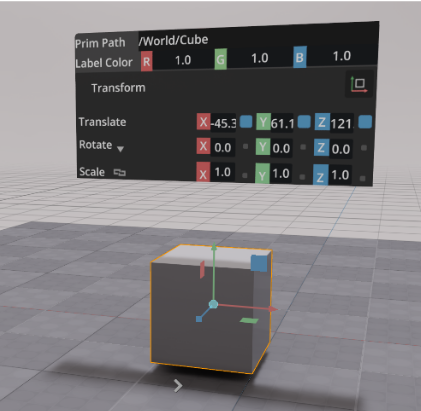 Prim Path /World/Cube
Label Color R 1.0 G 1.0 B 1.0
Transform
Translate X -45.3 Y 61.1 Z 121
Rotate X 0.0 Y 0.0 Z 0.0
Scale X 1.0 Y 1.0 Z 1.0